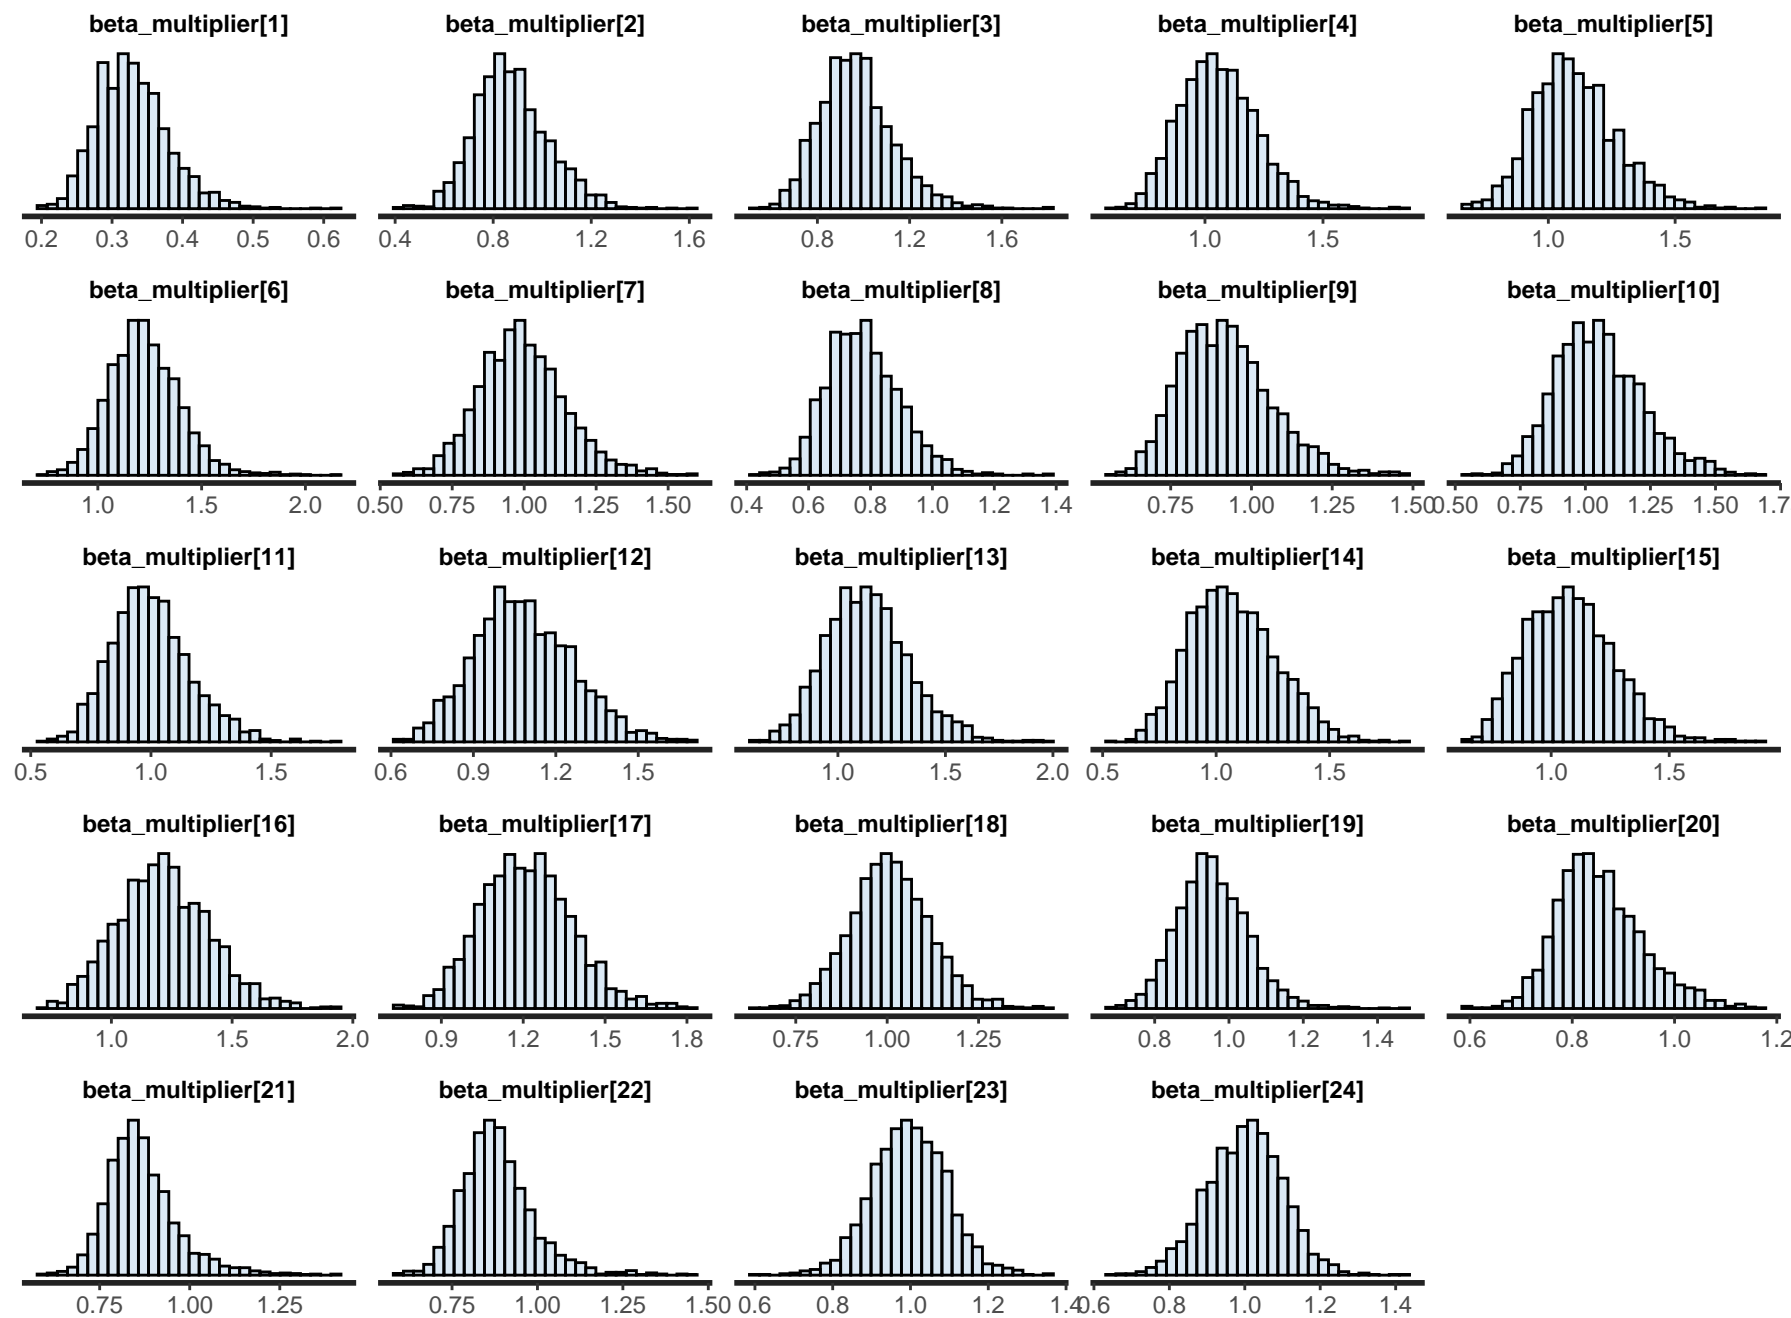 beta_multiplier[1] beta_multiplier[2] beta_multiplier[3] beta_multiplier[4] beta_multiplier[5]
0.2 0.3 0.4 0.5 0.6 0.4 0.8 1.2 1.6 0.8 1.2 1.6 1.0 1.5 1.0 1.5
beta_multiplier[6] beta_multiplier[7] beta_multiplier[8] beta_multiplier[9] beta_multiplier[10]
1.0 1.5 2.0 0.50 0.75 1.00 1.25 1.50 0.4 0.6 0.8 1.0 1.2 1.4 0.75 1.00 1.25 1.50 0.50 0.75 1.00 1.25 1.50 1.7
beta_multiplier[11] beta_multiplier[12] beta_multiplier[13] beta_multiplier[14] beta_multiplier[15]
0.5 1.0 1.5 0.6 0.9 1.2 1.5 1.0 1.5 2.0 0.5 1.0 1.5 1.0 1.5
beta_multiplier[16] beta_multiplier[17] beta_multiplier[18] beta_multiplier[19] beta_multiplier[20]
1.0 1.5 2.0 0.9 1.2 1.5 1.8 0.75 1.00 1.25 0.8 1.0 1.2 1.4 0.6 0.8 1.0 1.2
beta_multiplier[21] beta_multiplier[22] beta_multiplier[23] beta_multiplier[24]
0.75 1.00 1.25 0.75 1.00 1.25 1.50 0.6 0.8 1.0 1.2 1.4 0.6 0.8 1.0 1.2 1.4